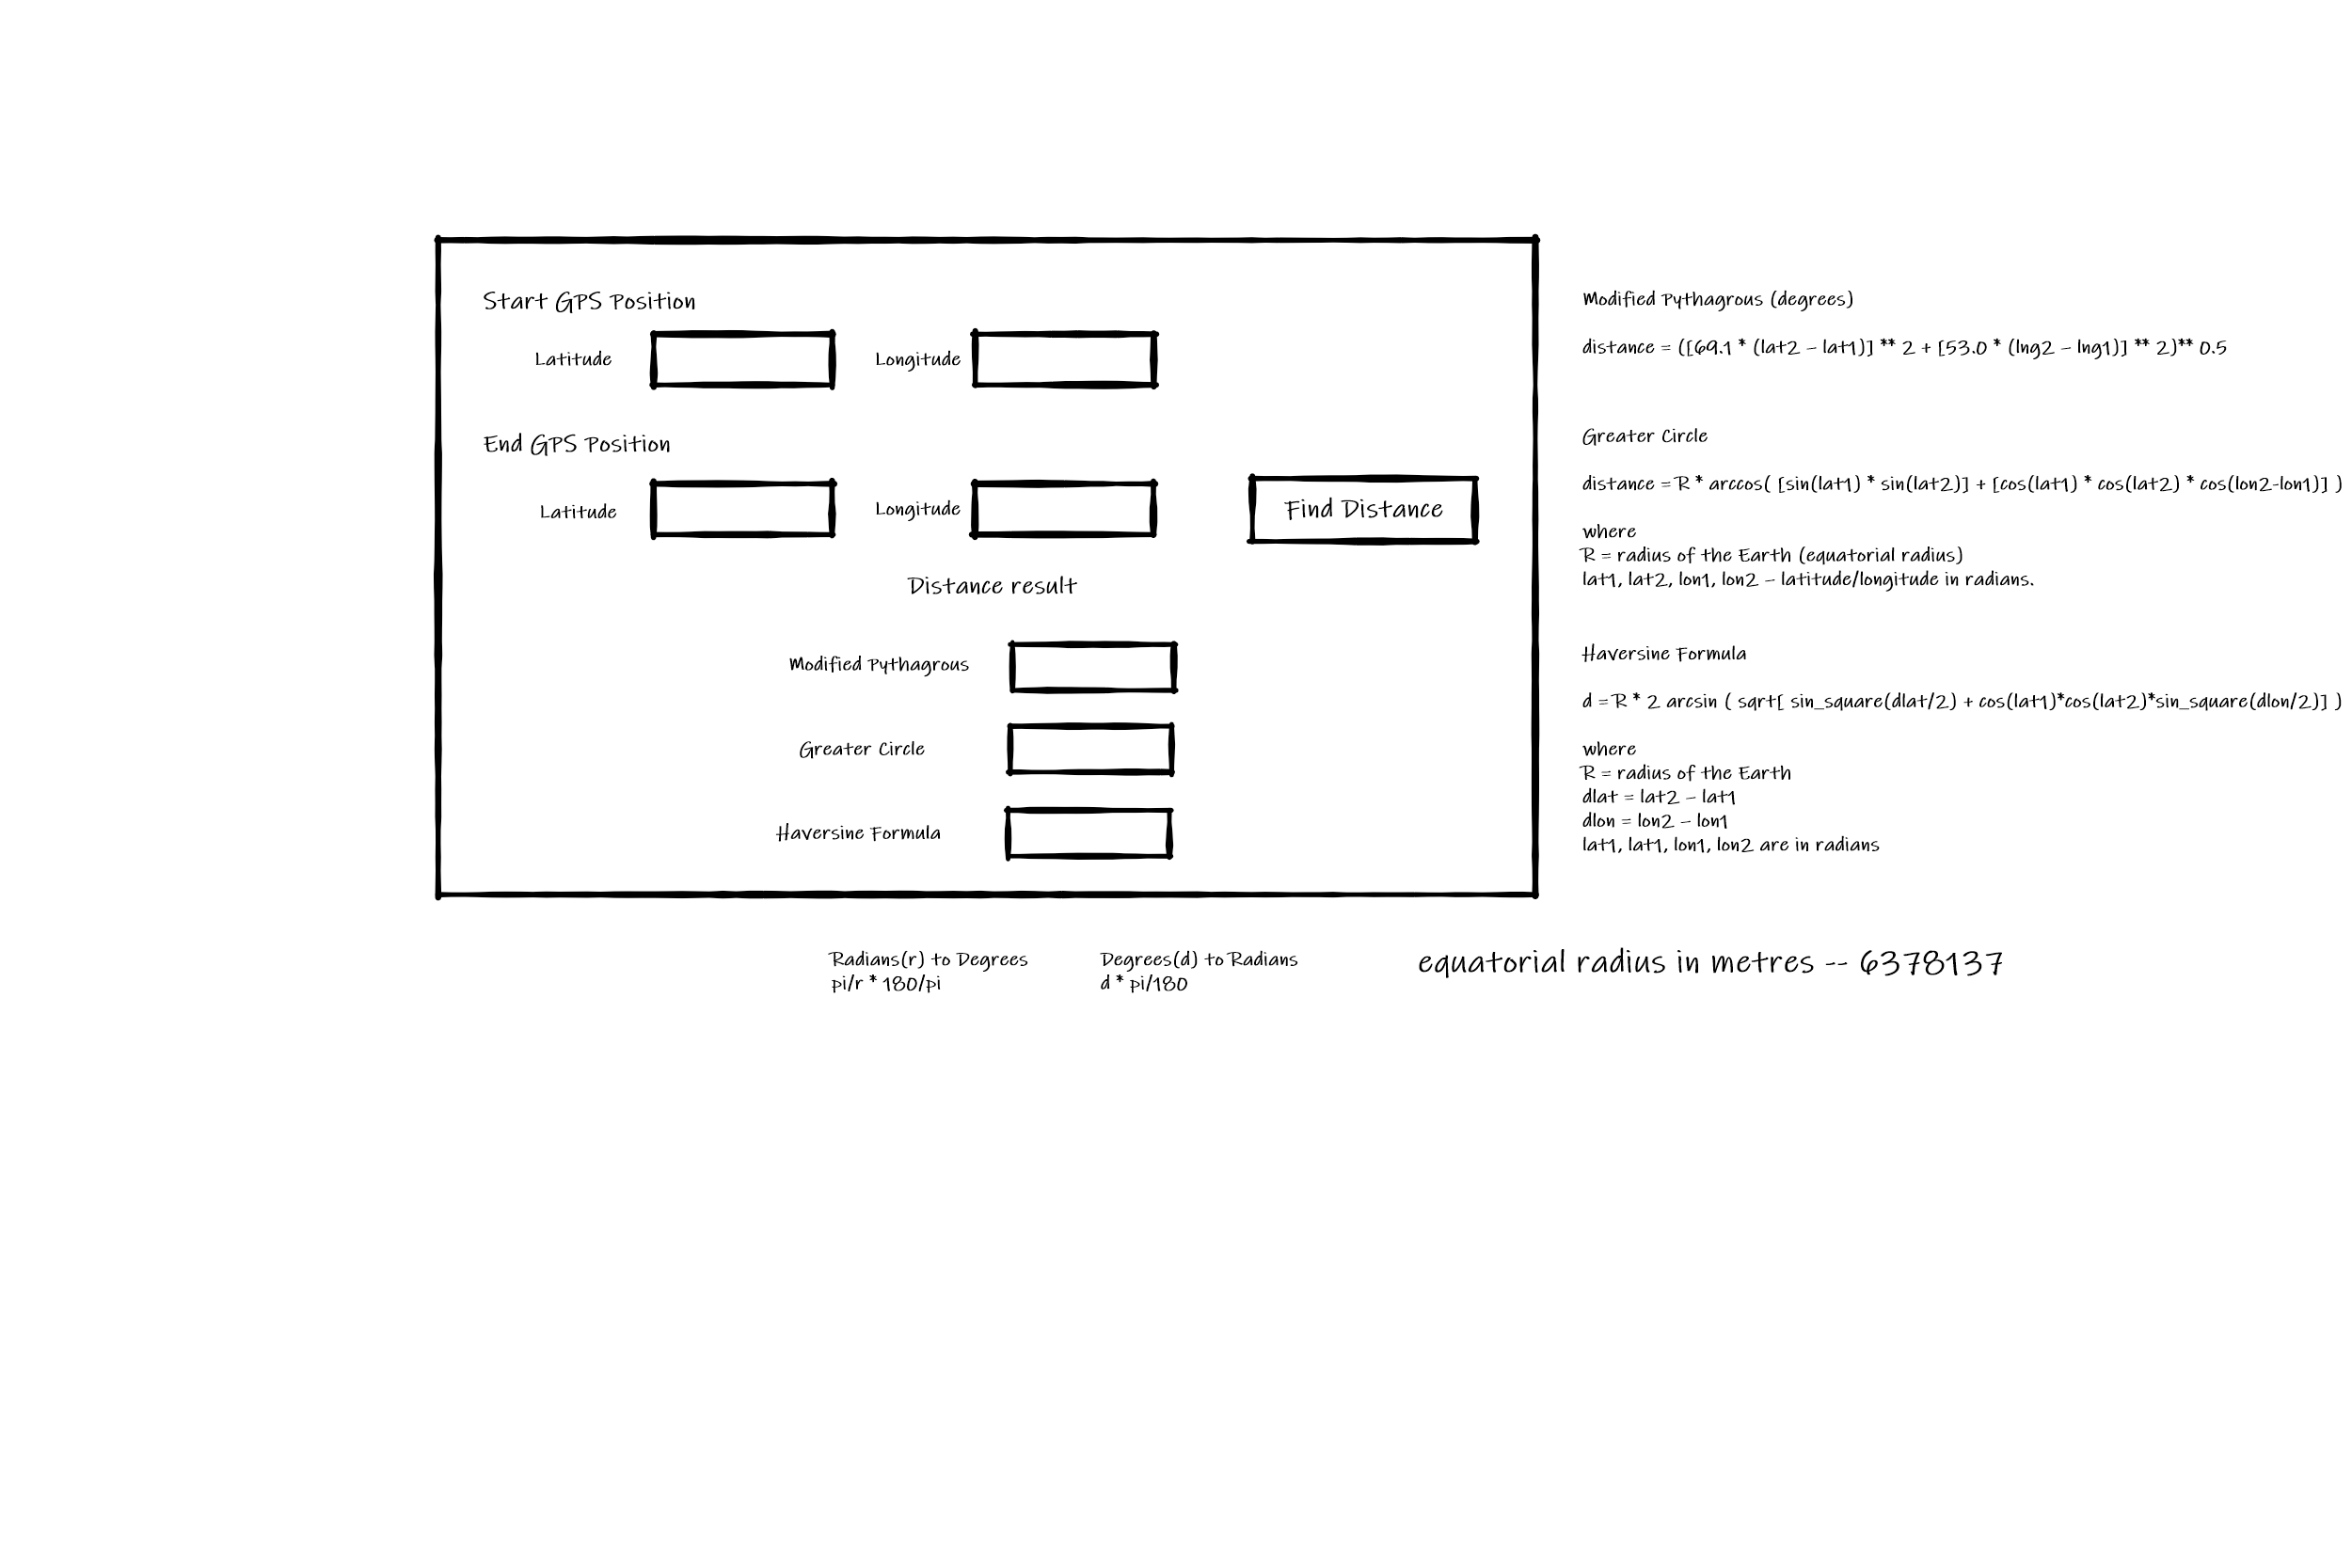 Start GPS Position
Latitude
Longitude
End GPS Position
Latitude
Longitude
Find Distance
Distance result
Modified Pythagrous
Greater Circle
Haversine Formula
Modified Pythagrous (degrees)
distance = ([69.1 * (lat2 - lat1)] ** 2 + [53.0 * (lng2 - lng1)] ** 2)** 0.5
Greater Circle
distance = R * arccos( [sin(lat1) * sin(lat2)] + [cos(lat1) * cos(lat2) * cos(lon2-lon1)] )
where
R = radius of the Earth (equatorial radius)
lat1, lat2, lon1, lon2 - latitude/longitude in radians.
Haversine Formula
d = R * 2 arcsin ( sqrt[ sin_square(dlat/2) + cos(lat1)*cos(lat2)*sin_square(dlon/2)] )
where
R = radius of the Earth
dlat = lat2 - lat1
dlon = lon2 - lon1
lat1, lat1, lon1, lon2 are in radians
Radians(r) to Degrees
pi/r * 180/pi
Degrees(d) to Radians
d * pi/180
equatorial radius in metres -- 6378137